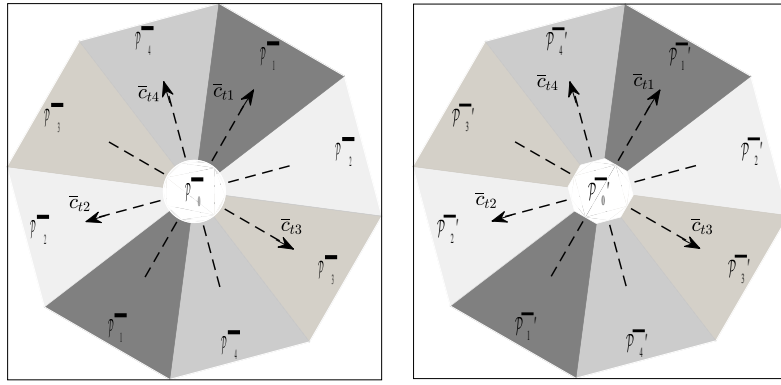 P̄₄
P̄₁
c̄ₜ₄
c̄ₜ₁
P̄₃
P̄₂
P̄₀
c̄ₜ₂
P̄₂
c̄ₜ₃
P̄₃
P̄₁
P̄₄
P̄₄'
P̄₁'
c̄ₜ₄
c̄ₜ₁
P̄₃'
P̄₂'
P̄₀'
c̄ₜ₂
P̄₂'
c̄ₜ₃
P̄₃'
P̄₁'
P̄₄'